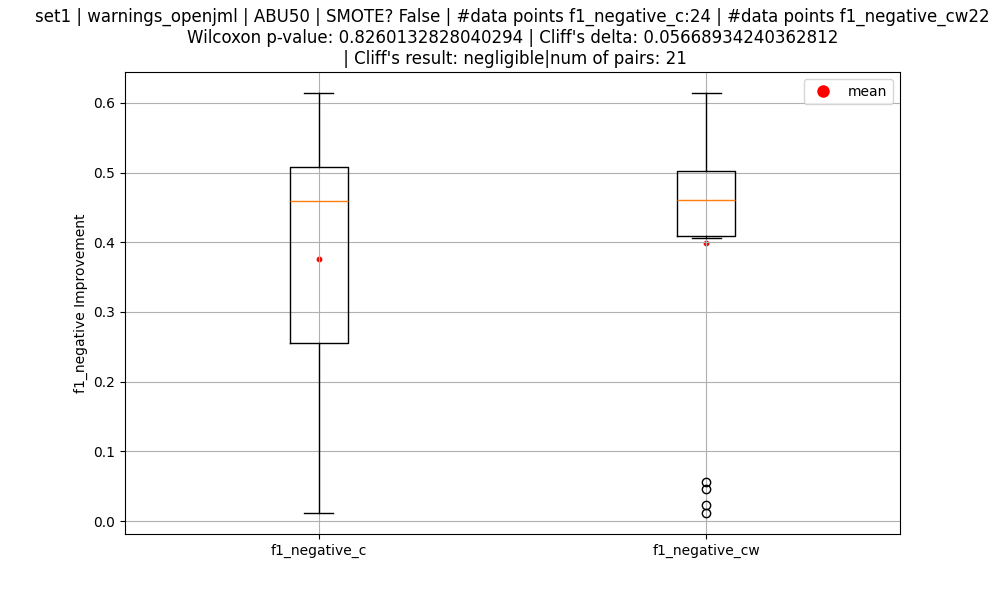 set1 | warnings_openjml | ABU50 | SMOTE? False | #data points f1_negative_c:24 | #data points f1_negative_cw22
Wilcoxon p-value: 0.8260132828040294 | Cliff's delta: 0.05668934240362812
| Cliff's result: negligible|num of pairs: 21
mean
0.6
0.5
0.4
0.3
0.2
0.1
0.0
f1_negative Improvement
f1_negative_c
f1_negative_cw